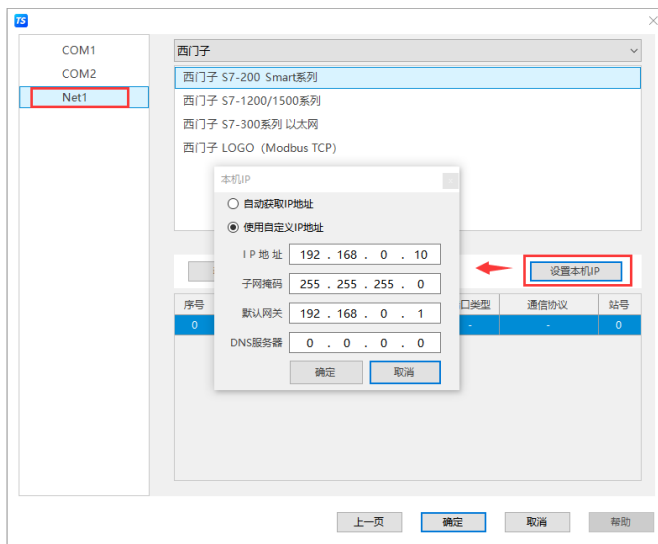 TS
COM1
COM2
Net1
西门子
西门子 S7-200 Smart系列
西门子 S7-1200/1500系列
西门子 S7-300系列 以太网
西门子 LOGO（Modbus TCP）
本机IP
自动获取IP地址
使用自定义IP地址
IP地址 192 . 168 . 0 . 10
子网掩码 255 . 255 . 255 . 0
默认网关 192 . 168 . 0 . 1
DNS服务器 0 . 0 . 0 . 0
确定 取消
设置本机IP
序号 口类型 通信协议 站号
0 - - 0
上一页 确定 取消 帮助